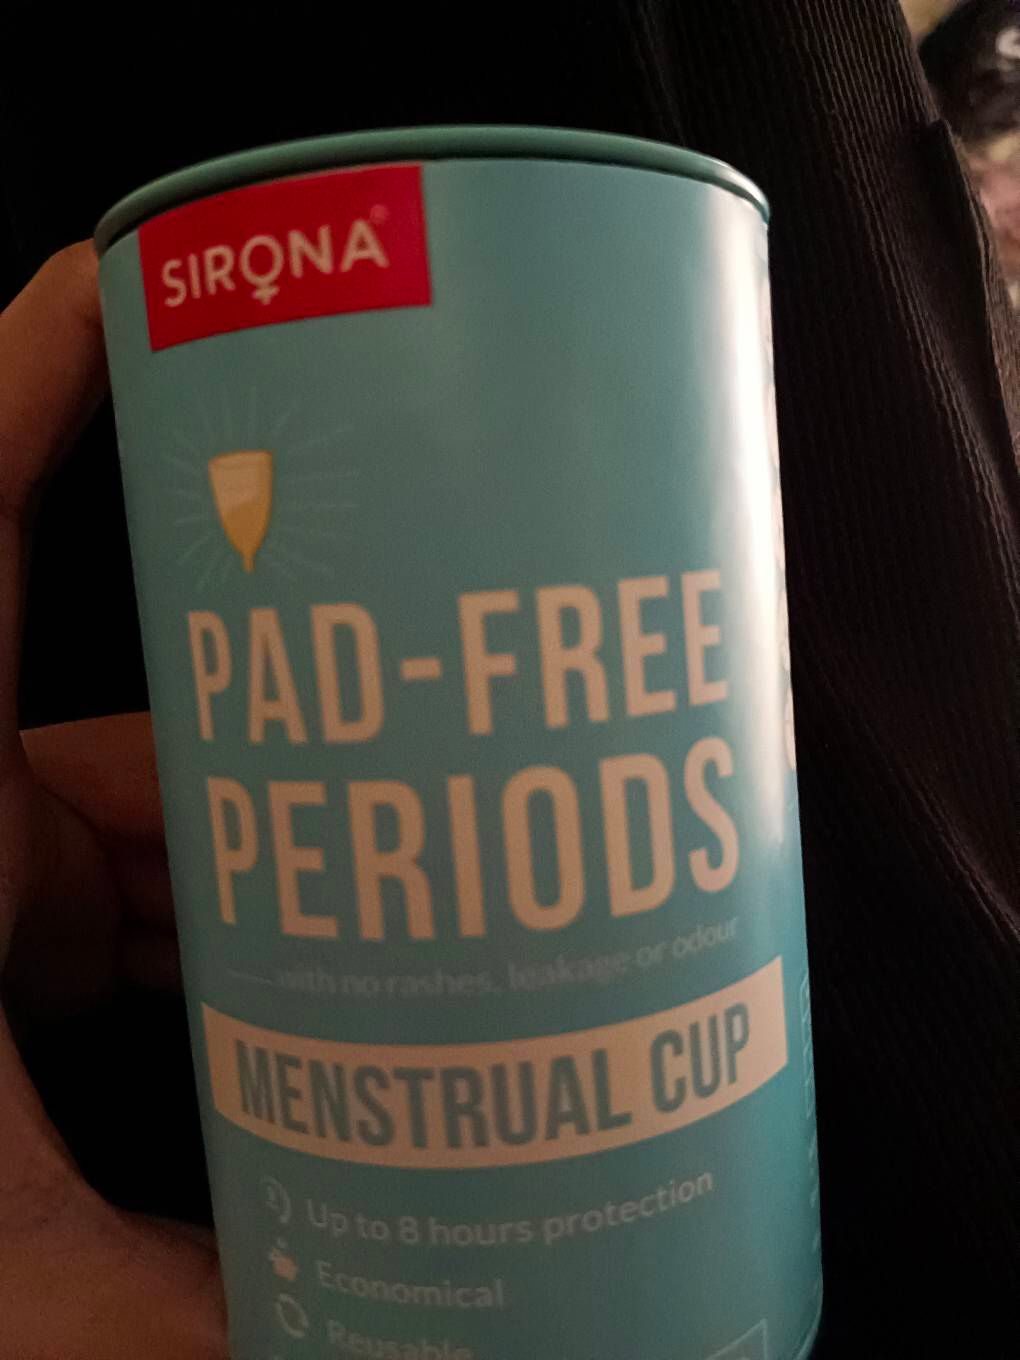 SIRONA
PAD-FREE
PERIODS
with no rashes, leakage or odour
MENSTRUAL CUP
Up to 8 hours protection
Economical
Reusable